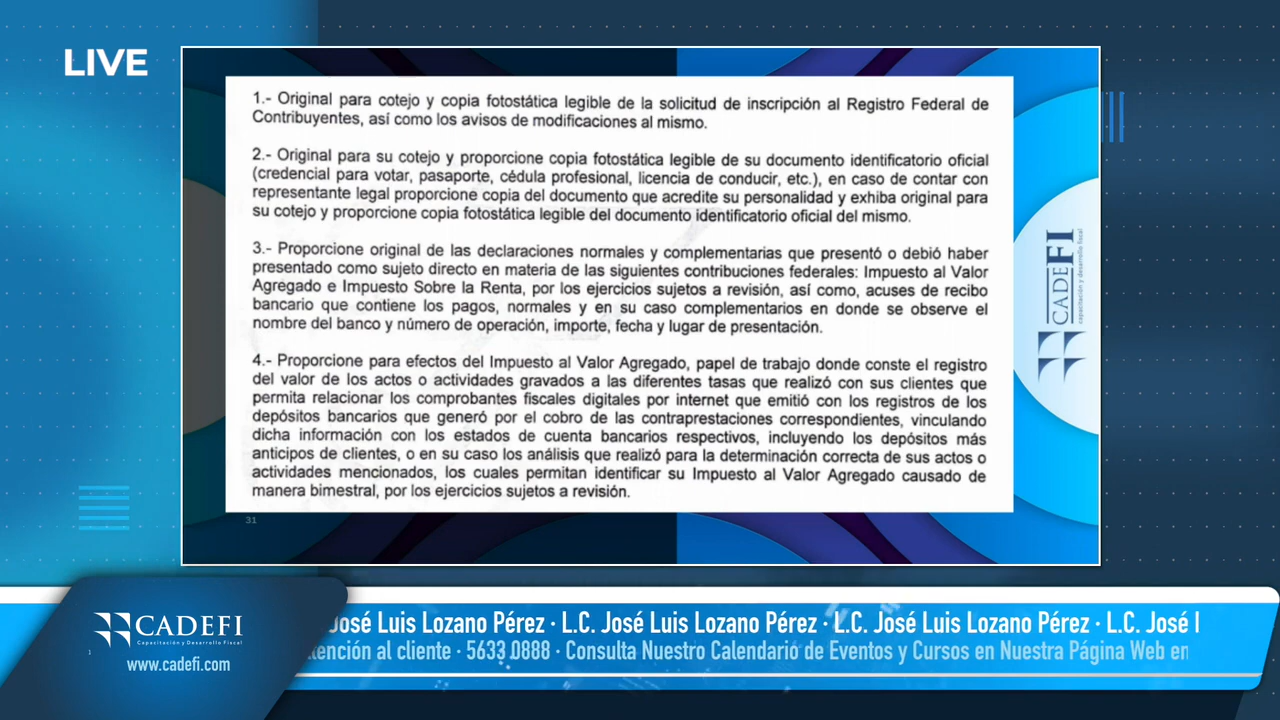 LIVE
1.- Original para cotejo y copia fotostática legible de la solicitud de inscripción al Registro Federal de
Contribuyentes, así como los avisos de modificaciones al mismo.
2.- Original para su cotejo y proporcione copia fotostática legible de su documento identificatorio oficial
(credencial para votar, pasaporte, cédula profesional, licencia de conducir, etc.), en caso de contar con
representante legal proporcione copia del documento que acredite su personalidad y exhiba original para
su cotejo y proporcione copia fotostática legible del documento identificatorio oficial del mismo.
3.- Proporcione original de las declaraciones normales y complementarias que presentó o debió haber
presentado como sujeto directo en materia de las siguientes contribuciones federales: Impuesto al Valor
Agregado e Impuesto Sobre la Renta, por los ejercicios sujetos a revisión, así como, acuses de recibo
bancario que contiene los pagos, normales y en su caso complementarios en donde se observe el
nombre del banco y número de operación, importe, fecha y lugar de presentación.
4.- Proporcione para efectos del Impuesto al Valor Agregado, papel de trabajo donde conste el registro
del valor de los actos o actividades gravados a las diferentes tasas que realizó con sus clientes que
permita relacionar los comprobantes fiscales digitales por internet que emitió con los registros de los
depósitos bancarios que generó por el cobro de las contraprestaciones correspondientes, vinculando
dicha información con los estados de cuenta bancarios respectivos, incluyendo los depósitos más
anticipos de clientes, o en su caso los análisis que realizó para la determinación correcta de sus actos o
actividades mencionados, los cuales permitan identificar su Impuesto al Valor Agregado causado de
manera bimestral, por los ejercicios sujetos a revisión.
31
CADEFI
capacitación y desarrollo fiscal
CADEFI
Capacitación y Desarrollo Fiscal
1
www.cadefi.com
José Luis Lozano Pérez · L.C. José Luis Lozano Pérez · L.C. José Luis Lozano Pérez · L.C. José
tención al cliente · 5633 0888 · Consulta Nuestro Calendario de Eventos y Cursos en Nuestra Página Web en